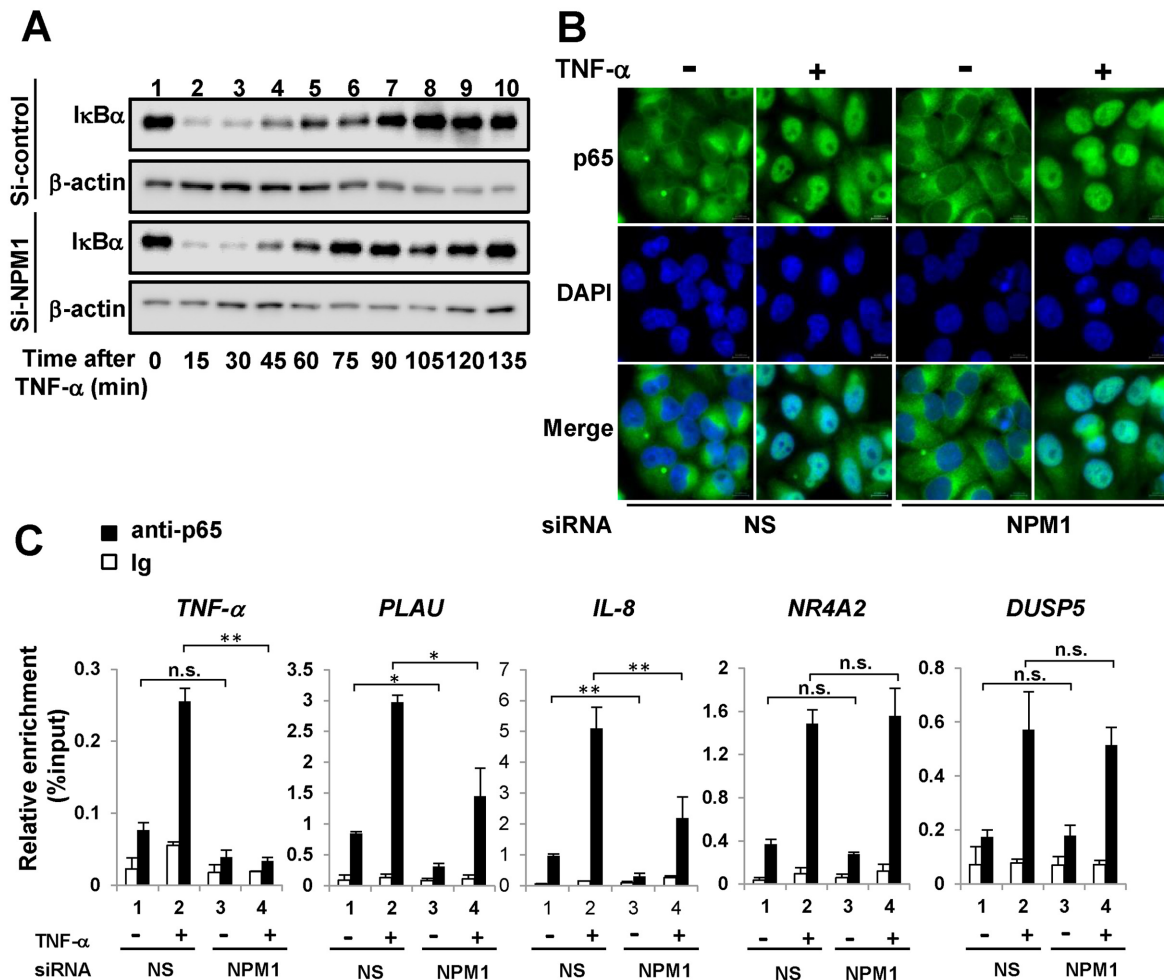 A
1 2 3 4 5 6 7 8 9 10
Si-control
IκBα
β-actin
Si-NPM1
IκBα
β-actin
Time after
TNF-α (min)
0 15 30 45 60 75 90 105 120 135
B
TNF-α - + - +
p65
DAPI
Merge
siRNA NS NPM1
C
anti-p65
Ig
Relative enrichment
(%input)
TNF-α
**
n.s.
0.3
0.2
0.1
0
1 2 3 4
TNF-α - + - +
siRNA NS NPM1
PLAU
*
*
3.5
3
2.5
2
1.5
1
0.5
0
1 2 3 4
- + - +
NS NPM1
IL-8
**
**
7
6
5
4
3
2
1
0
1 2 3 4
- + - +
NS NPM1
NR4A2
n.s.
n.s.
2
1.6
1.2
0.8
0.4
0
1 2 3 4
- + - +
NS NPM1
DUSP5
n.s.
n.s.
0.8
0.6
0.4
0.2
0
1 2 3 4
- + - +
NS NPM1